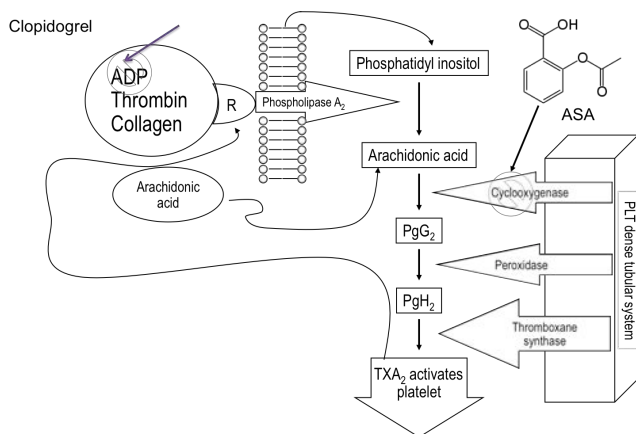 Clopidogrel
ADP
Thrombin
Collagen
R
Phospholipase A₂
Phosphatidyl inositol
O
OH
O
O
ASA
Arachidonic acid
Arachidonic
acid
Cyclooxygenase
PgG₂
Peroxidase
PgH₂
Thromboxane
synthase
TXA₂ activates
platelet
PLT dense tubular
system